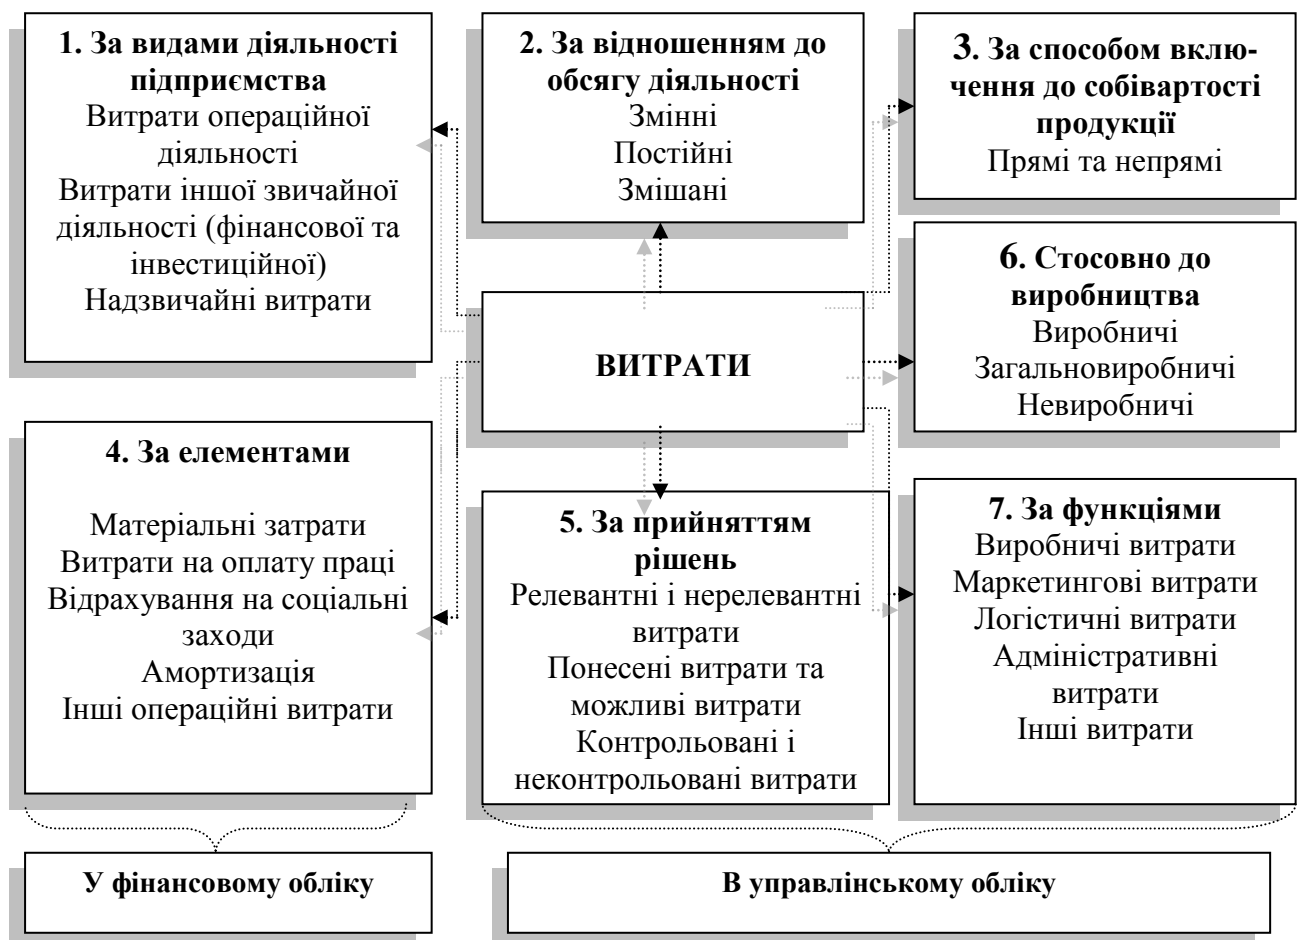 1. За видами діяльності
підприємства
Витрати операційної
діяльності
Витрати іншої звичайної
діяльності (фінансової та
інвестиційної)
Надзвичайні витрати
2. За відношенням до
обсягу діяльності
Змінні
Постійні
Змішані
3. За способом вклю-
чення до собівартості
продукції
Прямі та непрямі
ВИТРАТИ
6. Стосовно до
виробництва
Виробничі
Загальновиробничі
Невиробничі
4. За елементами
Матеріальні затрати
Витрати на оплату праці
Відрахування на соціальні
заходи
Амортизація
Інші операційні витрати
5. За прийняттям
рішень
Релевантні і нерелевантні
витрати
Понесені витрати та
можливі витрати
Контрольовані і
неконтрольовані витрати
7. За функціями
Виробничі витрати
Маркетингові витрати
Логістичні витрати
Адміністративні
витрати
Інші витрати
У фінансовому обліку
В управлінському обліку